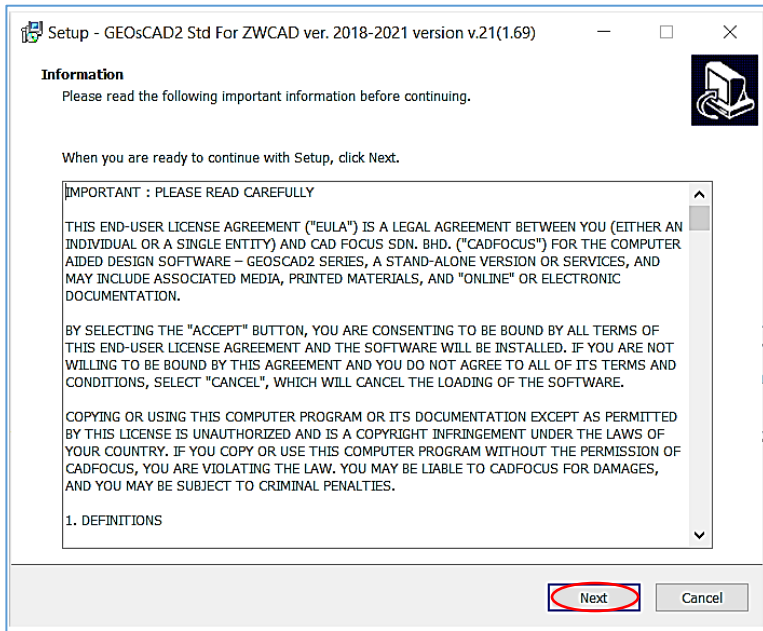 Setup - GEOsCAD2 Std For ZWCAD ver. 2018-2021 version v.21(1.69)
Information
Please read the following important information before continuing.
When you are ready to continue with Setup, click Next.
IMPORTANT : PLEASE READ CAREFULLY
THIS END-USER LICENSE AGREEMENT ("EULA") IS A LEGAL AGREEMENT BETWEEN YOU (EITHER AN
INDIVIDUAL OR A SINGLE ENTITY) AND CAD FOCUS SDN. BHD. ("CADFOCUS") FOR THE COMPUTER
AIDED DESIGN SOFTWARE – GEOSCAD2 SERIES, A STAND-ALONE VERSION OR SERVICES, AND
MAY INCLUDE ASSOCIATED MEDIA, PRINTED MATERIALS, AND "ONLINE" OR ELECTRONIC
DOCUMENTATION.
BY SELECTING THE "ACCEPT" BUTTON, YOU ARE CONSENTING TO BE BOUND BY ALL TERMS OF
THIS END-USER LICENSE AGREEMENT AND THE SOFTWARE WILL BE INSTALLED. IF YOU ARE NOT
WILLING TO BE BOUND BY THIS AGREEMENT AND YOU DO NOT AGREE TO ALL OF ITS TERMS AND
CONDITIONS, SELECT "CANCEL", WHICH WILL CANCEL THE LOADING OF THE SOFTWARE.
COPYING OR USING THIS COMPUTER PROGRAM OR ITS DOCUMENTATION EXCEPT AS PERMITTED
BY THIS LICENSE IS UNAUTHORIZED AND IS A COPYRIGHT INFRINGEMENT UNDER THE LAWS OF
YOUR COUNTRY. IF YOU COPY OR USE THIS COMPUTER PROGRAM WITHOUT THE PERMISSION OF
CADFOCUS, YOU ARE VIOLATING THE LAW. YOU MAY BE LIABLE TO CADFOCUS FOR DAMAGES,
AND YOU MAY BE SUBJECT TO CRIMINAL PENALTIES.
1. DEFINITIONS
Next
Cancel